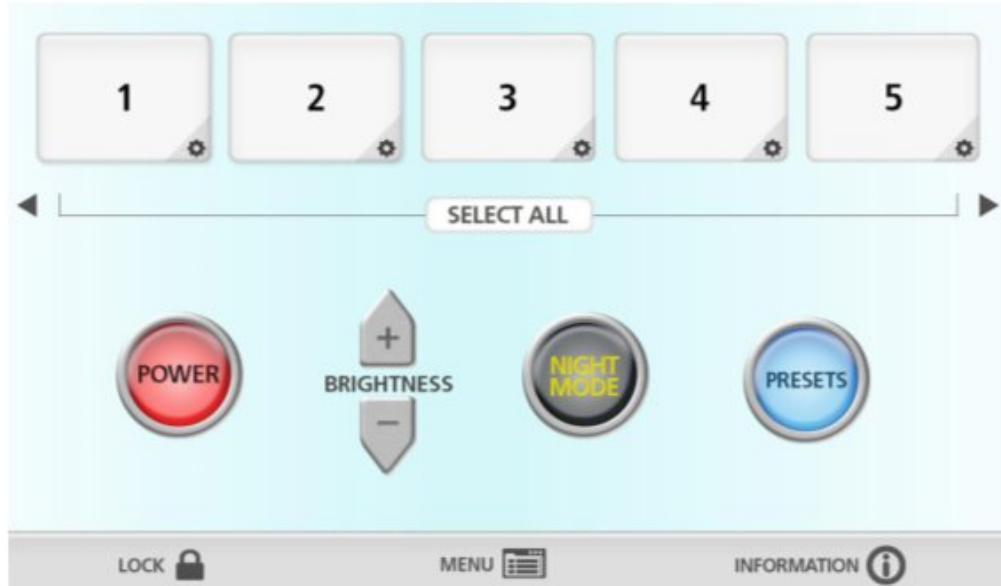 1 2 3 4 5
SELECT ALL
POWER
+
BRIGHTNESS
−
NIGHT
MODE
PRESETS
LOCK MENU INFORMATION